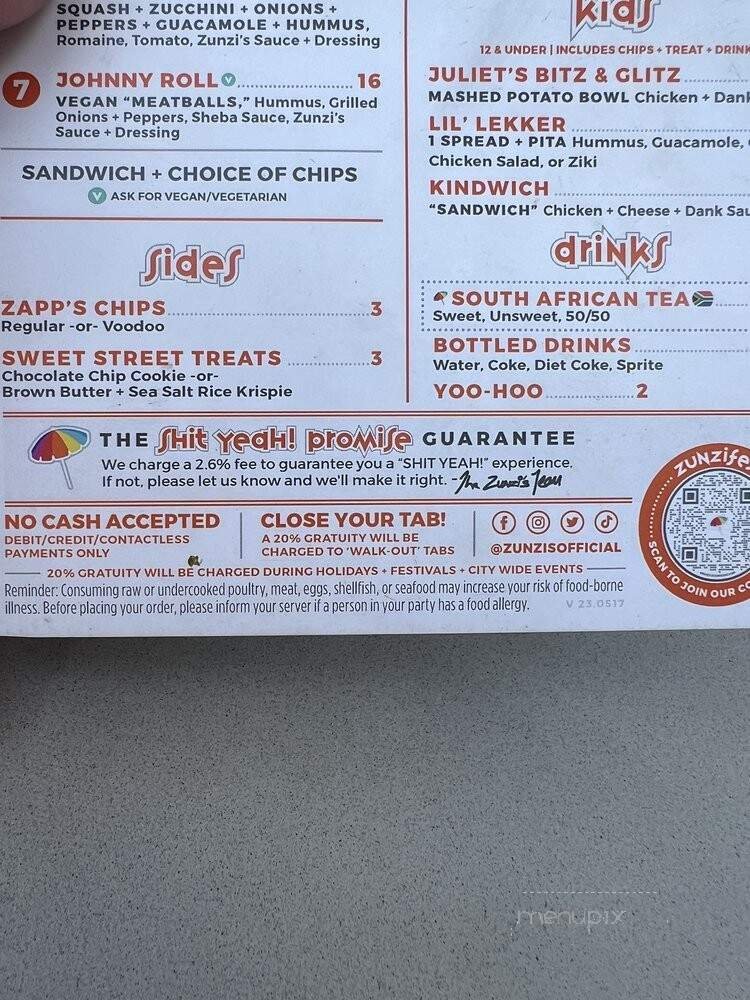 SQUASH + ZUCCHINI + ONIONS +
PEPPERS + GUACAMOLE + HUMMUS,
Romaine, Tomato, Zunzi's Sauce + Dressing
7 JOHNNY ROLL V 16
VEGAN "MEATBALLS," Hummus, Grilled
Onions + Peppers, Sheba Sauce, Zunzi's
Sauce + Dressing
SANDWICH + CHOICE OF CHIPS
V ASK FOR VEGAN/VEGETARIAN
Sides
ZAPP'S CHIPS 3
Regular -or- Voodoo
SWEET STREET TREATS 3
Chocolate Chip Cookie -or-
Brown Butter + Sea Salt Rice Krispie
kids
12 & UNDER | INCLUDES CHIPS + TREAT + DRINK
JULIET'S BITZ & GLITZ
MASHED POTATO BOWL Chicken + Dank
LIL' LEKKER
1 SPREAD + PITA Hummus, Guacamole,
Chicken Salad, or Ziki
KINDWICH
"SANDWICH" Chicken + Cheese + Dank Sau
drinks
SOUTH AFRICAN TEA
Sweet, Unsweet, 50/50
BOTTLED DRINKS
Water, Coke, Diet Coke, Sprite
YOO-HOO 2
THE Shit yeah! promise GUARANTEE
We charge a 2.6% fee to guarantee you a "SHIT YEAH!" experience.
If not, please let us know and we'll make it right. -The Zunzi's Team
NO CASH ACCEPTED
DEBIT/CREDIT/CONTACTLESS
PAYMENTS ONLY
CLOSE YOUR TAB!
A 20% GRATUITY WILL BE
CHARGED TO 'WALK-OUT' TABS
@ZUNZISOFFICIAL
20% GRATUITY WILL BE CHARGED DURING HOLIDAYS + FESTIVALS + CITY WIDE EVENTS
Reminder: Consuming raw or undercooked poultry, meat, eggs, shellfish, or seafood may increase your risk of food-borne
illness. Before placing your order, please inform your server if a person in your party has a food allergy.
V 23.0517
ZUNZIfe
SCAN TO JOIN OUR CO
menupix